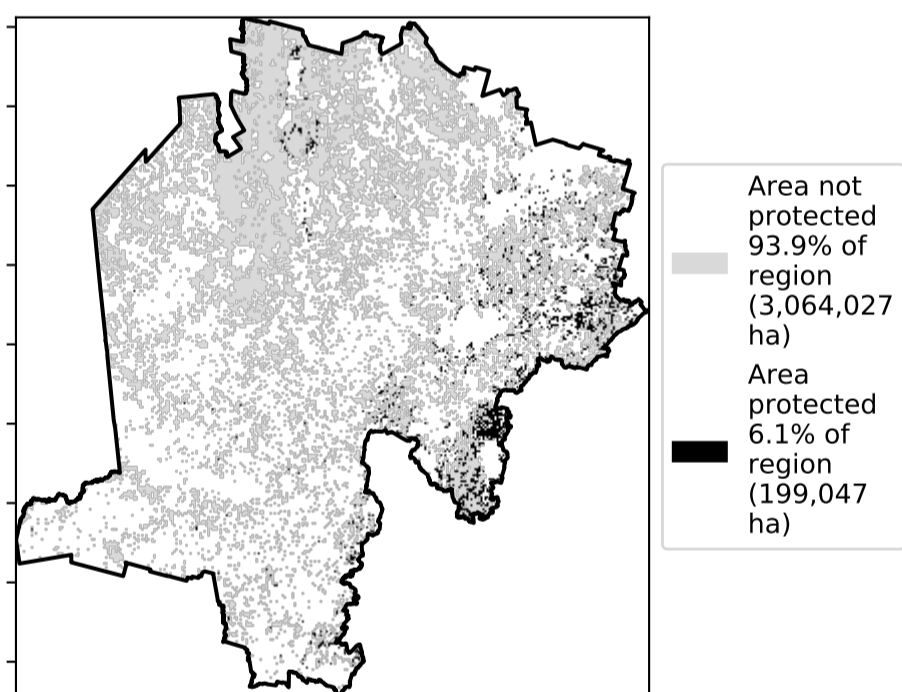 Area not
protected
93.9% of
region
(3,064,027
ha)
Area
protected
6.1% of
region
(199,047
ha)